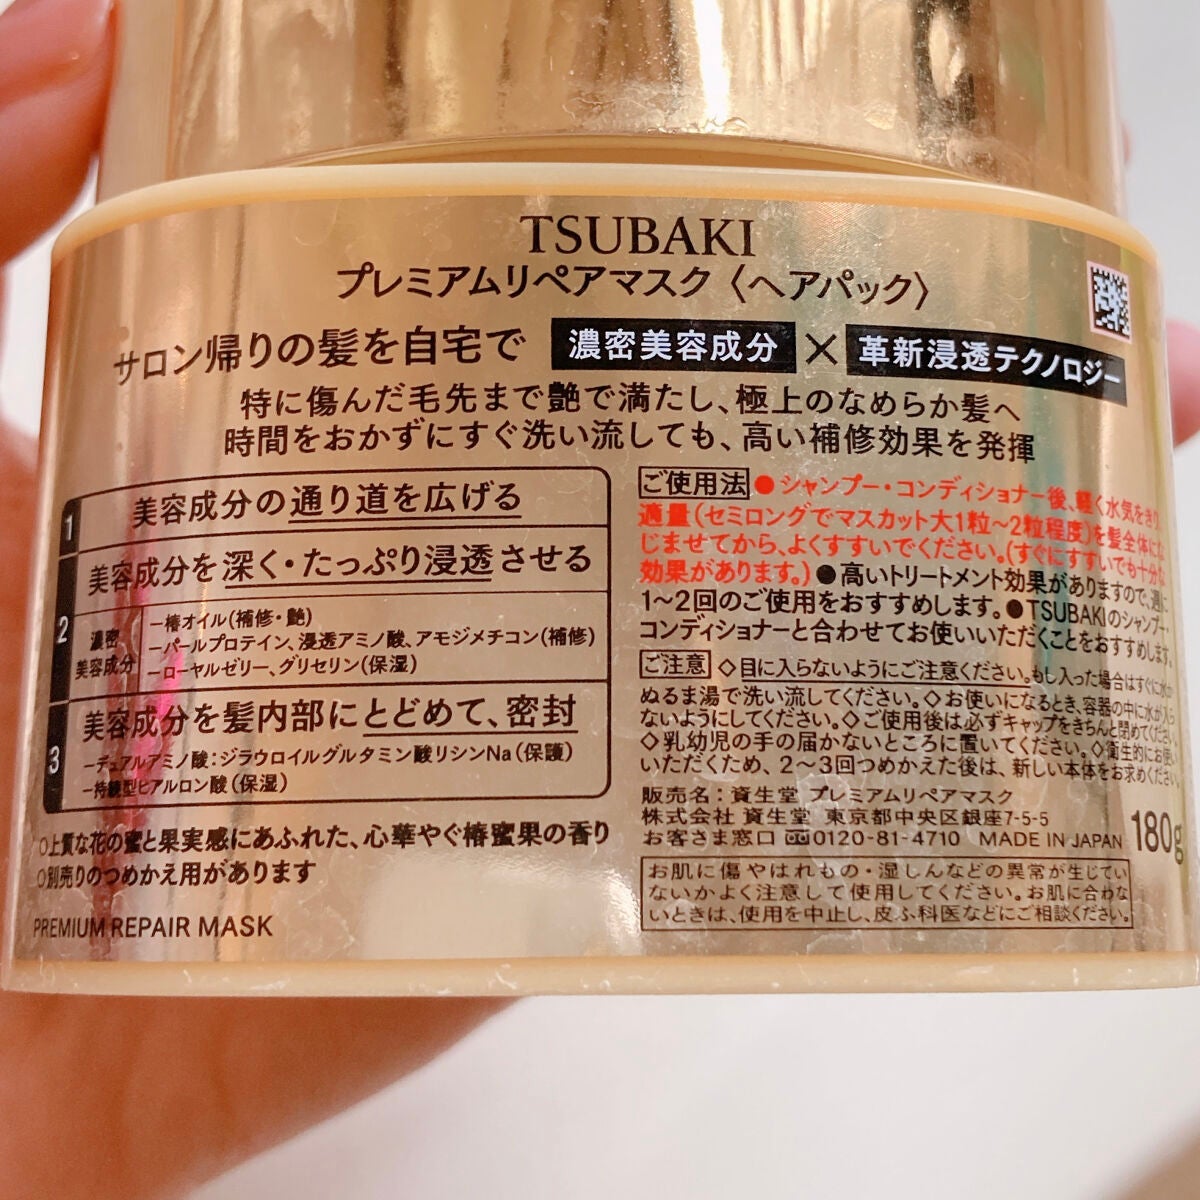 TSUBAKI
プレミアムリペアマスク〈ヘアパック〉
サロン帰りの髪を自宅で 濃密美容成分 × 革新浸透テクノロジー
特に傷んだ毛先まで艶で満たし、極上のなめらか髪へ
時間をおかずにすぐ洗い流しても、高い補修効果を発揮
1 美容成分の通り道を広げる
美容成分を深く・たっぷり浸透させる
2 濃密美容成分
椿オイル(補修・艶)
パールプロテイン、浸透アミノ酸、アモジメチコン(補修)
ローヤルゼリー、グリセリン(保湿)
3 美容成分を髪内部にとどめて、密封
デュアルアミノ酸:ジラウロイルグルタミン酸リシンNa(保護)
持続型ヒアルロン酸(保湿)
○上質な花の蜜と果実感にあふれた、心華やぐ椿蜜果の香り
○別売りのつめかえ用があります
PREMIUM REPAIR MASK
ご使用法 ●シャンプー・コンディショナー後、軽く水気をきり、
適量(セミロングでマスカット大1粒〜2粒程度)を髪全体にな
じませてから、よくすすいでください。(すぐにすすいでも十分な
効果があります。)●高いトリートメント効果がありますので、週に
1〜2回のご使用をおすすめします。●TSUBAKIのシャンプー・
コンディショナーと合わせてお使いいただくことをおすすめします。
ご注意 ◇目に入らないようにご注意ください。もし入った場合はすぐに水か
ぬるま湯で洗い流してください。◇お使いになるとき、容器の中に水が入ら
ないようにしてください。◇ご使用後は必ずキャップをきちんと閉めてください。
◇乳幼児の手の届かないところに置いてください。◇衛生的にお使い
いただくため、2〜3回つめかえた後は、新しい本体をお求めください。
販売名:資生堂 プレミアムリペアマスク
株式会社 資生堂 東京都中央区銀座7-5-5
お客さま窓口 0120-81-4710 MADE IN JAPAN 180g
お肌に傷やはれもの・湿しんなどの異常が生じてい
ないかよく注意して使用してください。お肌に合わな
いときは、使用を中止し、皮ふ科医などにご相談ください。